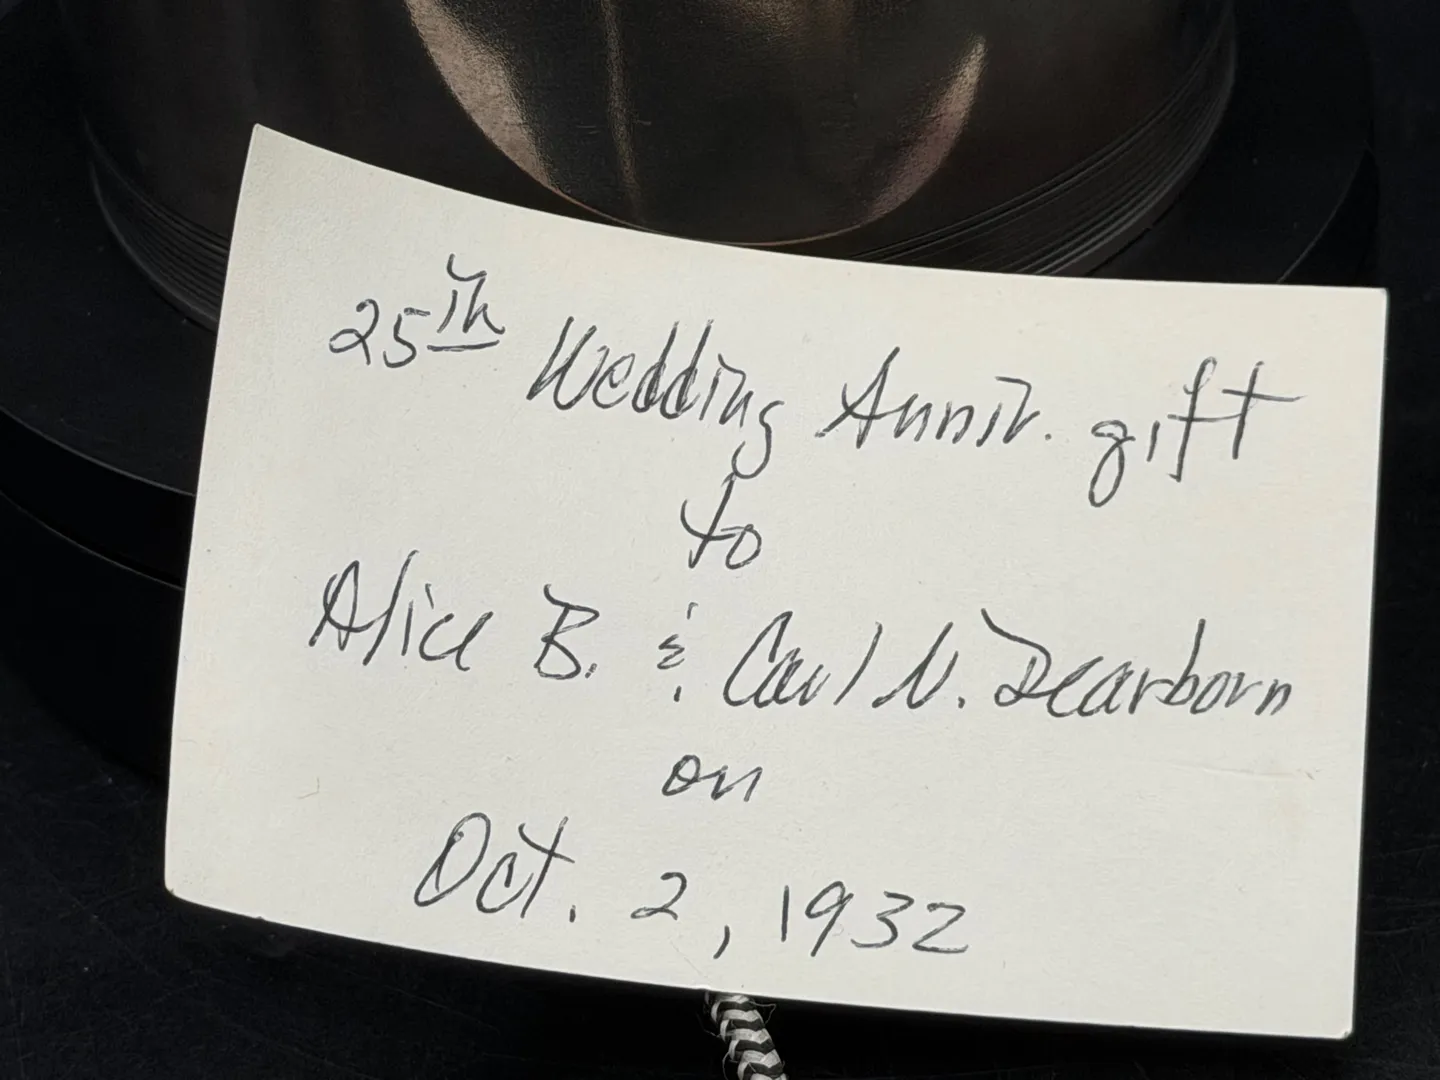 25th Wedding Anniv. gift
to
Alice B. & Carl N. Dearborn
on
Oct. 2, 1932